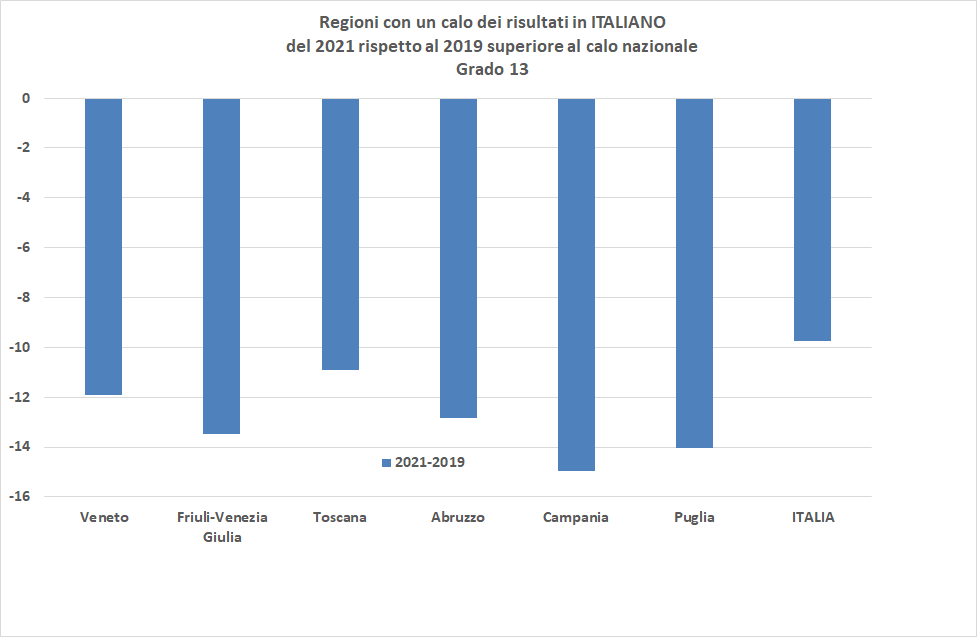 Regioni con un calo dei risultati in ITALIANO
del 2021 rispetto al 2019 superiore al calo nazionale
Grado 13
0
-2
-4
-6
-8
-10
-12
-14
-16
2021-2019
Veneto
Friuli-Venezia
Giulia
Toscana
Abruzzo
Campania
Puglia
ITALIA